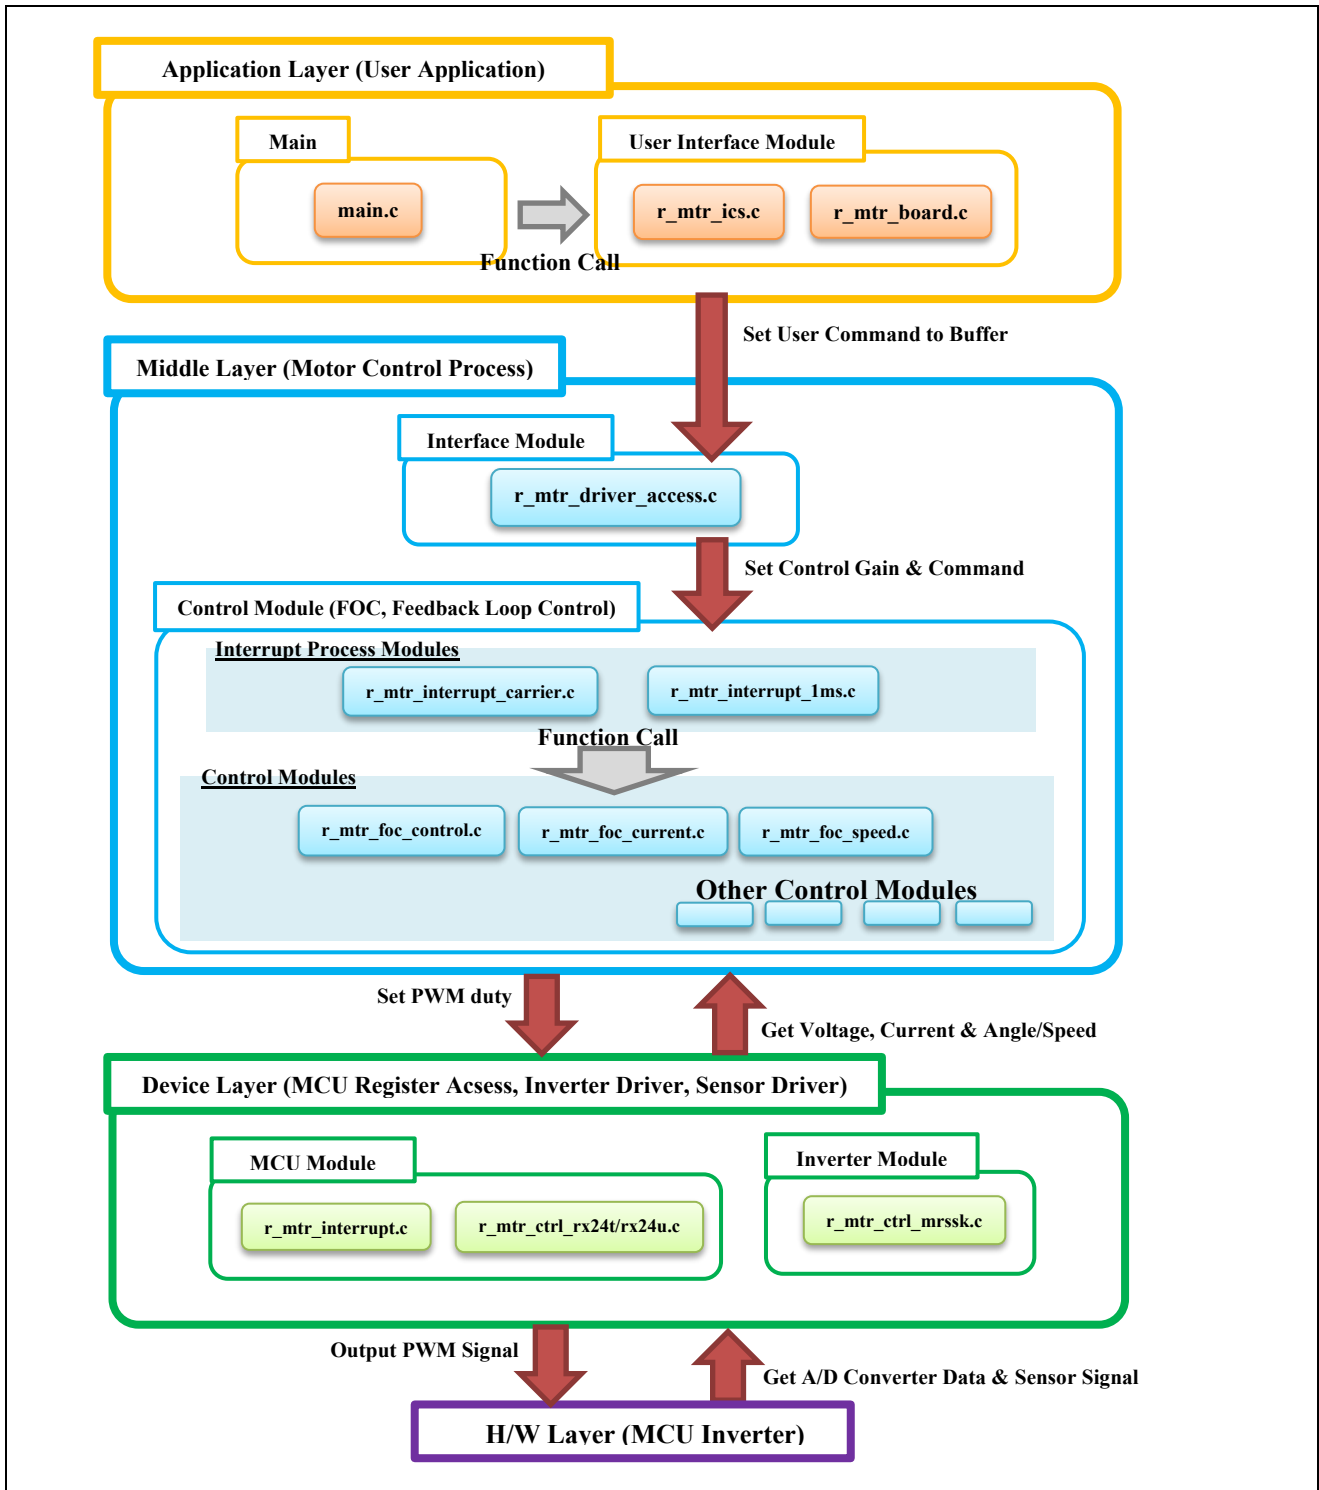 Application Layer (User Application)
Main
User Interface Module
main.c
r_mtr_ics.c
r_mtr_board.c
Function Call
Set User Command to Buffer
Middle Layer (Motor Control Process)
Interface Module
r_mtr_driver_access.c
Set Control Gain & Command
Control Module (FOC, Feedback Loop Control)
Interrupt Process Modules
r_mtr_interrupt_carrier.c
r_mtr_interrupt_1ms.c
Function Call
Control Modules
r_mtr_foc_control.c
r_mtr_foc_current.c
r_mtr_foc_speed.c
Other Control Modules
Set PWM duty
Get Voltage, Current & Angle/Speed
Device Layer (MCU Register Acsess, Inverter Driver, Sensor Driver)
MCU Module
Inverter Module
r_mtr_interrupt.c
r_mtr_ctrl_rx24t/rx24u.c
r_mtr_ctrl_mrssk.c
Output PWM Signal
Get A/D Converter Data & Sensor Signal
H/W Layer (MCU Inverter)